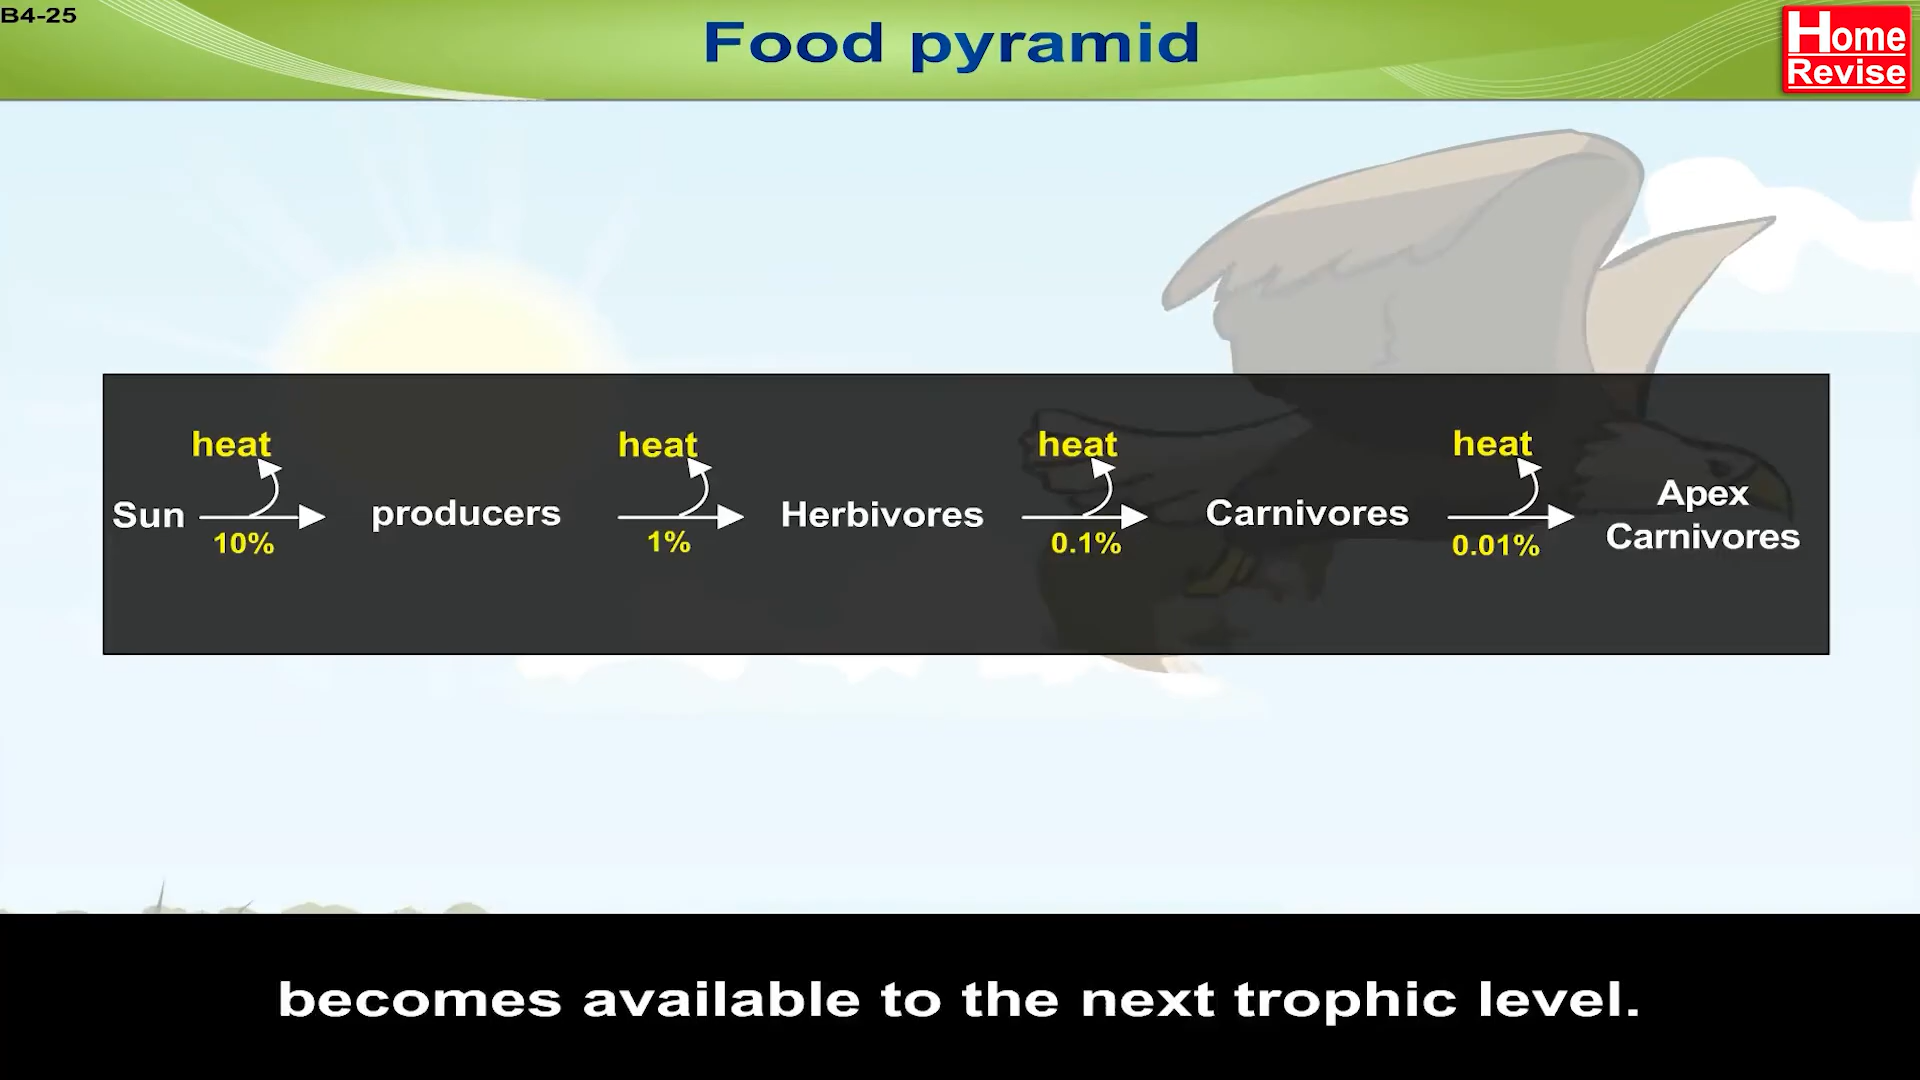 B4-25
Food pyramid
Home
Revise
heat heat heat heat
Sun producers Herbivores Carnivores Apex
Carnivores
10% 1% 0.1% 0.01%
becomes available to the next trophic level.